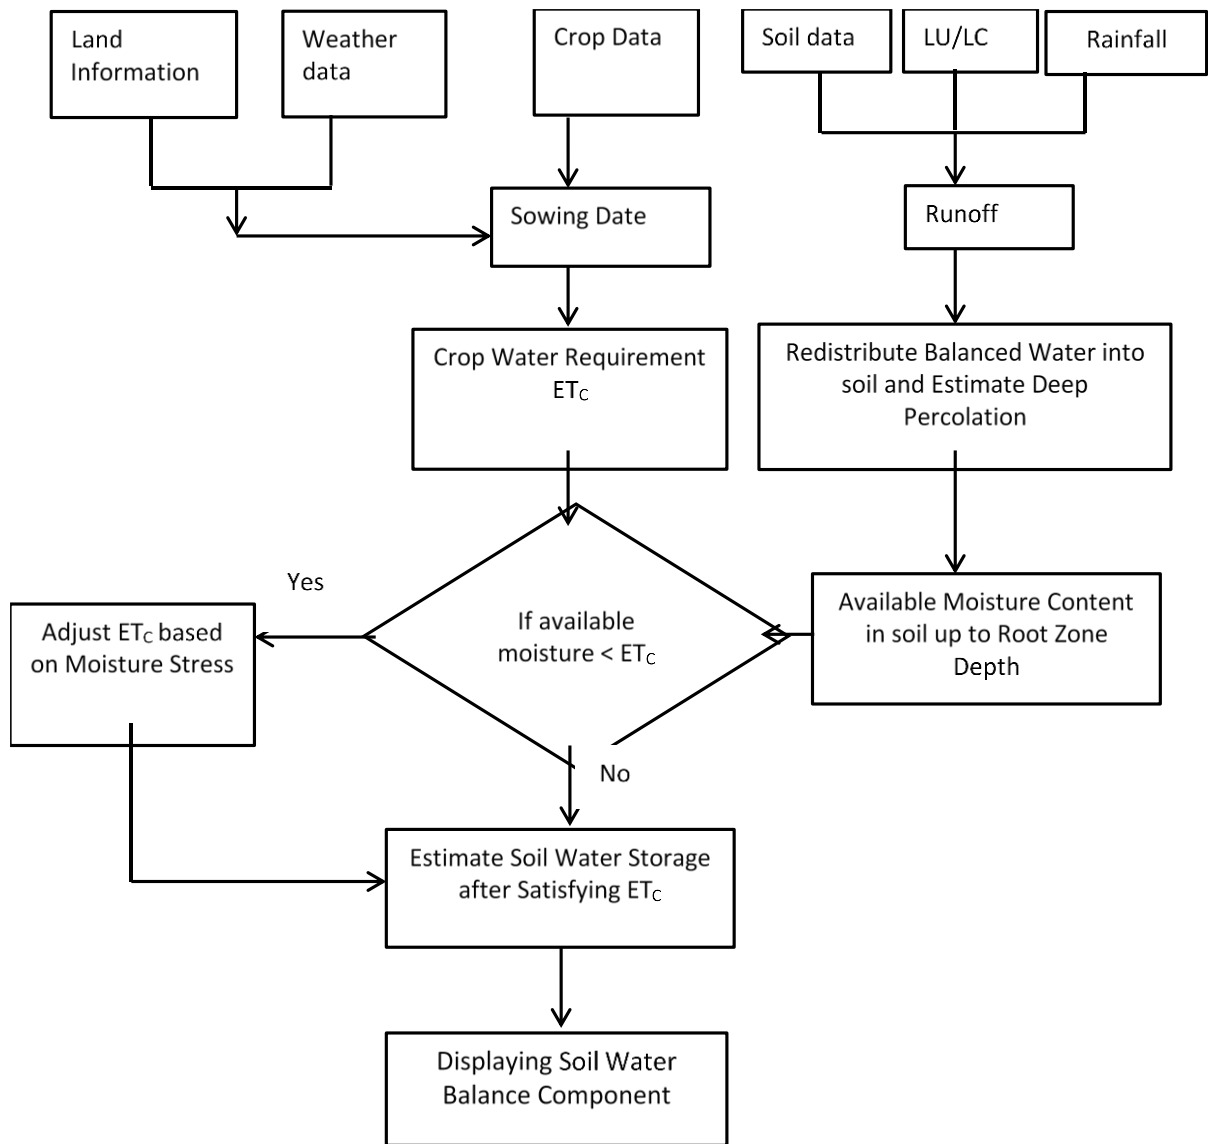 Land
Information
Weather
data
Crop Data
Soil data
LU/LC
Rainfall
Sowing Date
Runoff
Crop Water Requirement
ETC
Redistribute Balanced Water into
soil and Estimate Deep
Percolation
Yes
If available
moisture < ETC
Available Moisture Content
in soil up to Root Zone
Depth
Adjust ETC based
on Moisture Stress
No
Estimate Soil Water Storage
after Satisfying ETC
Displaying Soil Water
Balance Component